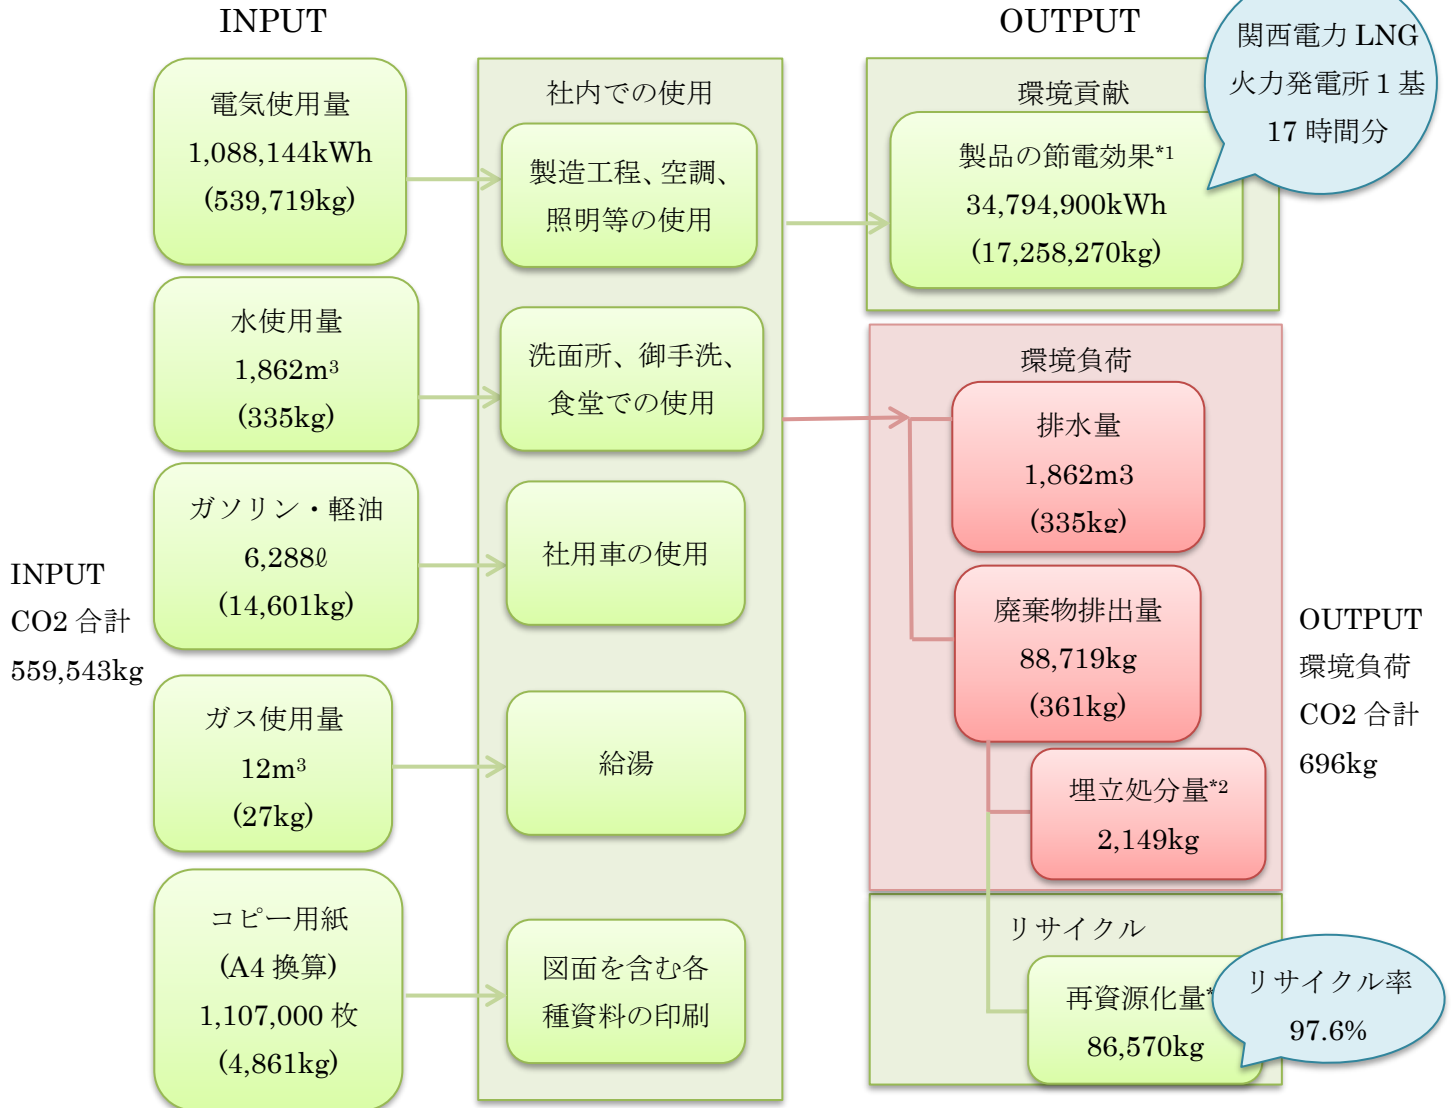 INPUT
電気使用量
1,088,144kWh
(539,719kg)
水使用量
1,862m³
(335kg)
ガソリン・軽油
6,288ℓ
(14,601kg)
INPUT
CO2 合計
559,543kg
ガス使用量
12m³
(27kg)
コピー用紙
(A4 換算)
1,107,000 枚
(4,861kg)
社内での使用
製造工程、空調、
照明等の使用
洗面所、御手洗、
食堂での使用
社用車の使用
給湯
図面を含む各
種資料の印刷
OUTPUT
環境貢献
製品の節電効果*1
34,794,900kWh
(17,258,270kg)
関西電力 LNG
火力発電所 1 基
17 時間分
環境負荷
排水量
1,862m3
(335kg)
廃棄物排出量
88,719kg
(361kg)
埋立処分量*2
2,149kg
OUTPUT
環境負荷
CO2 合計
696kg
リサイクル
再資源化量*
86,570kg
リサイクル率
97.6%